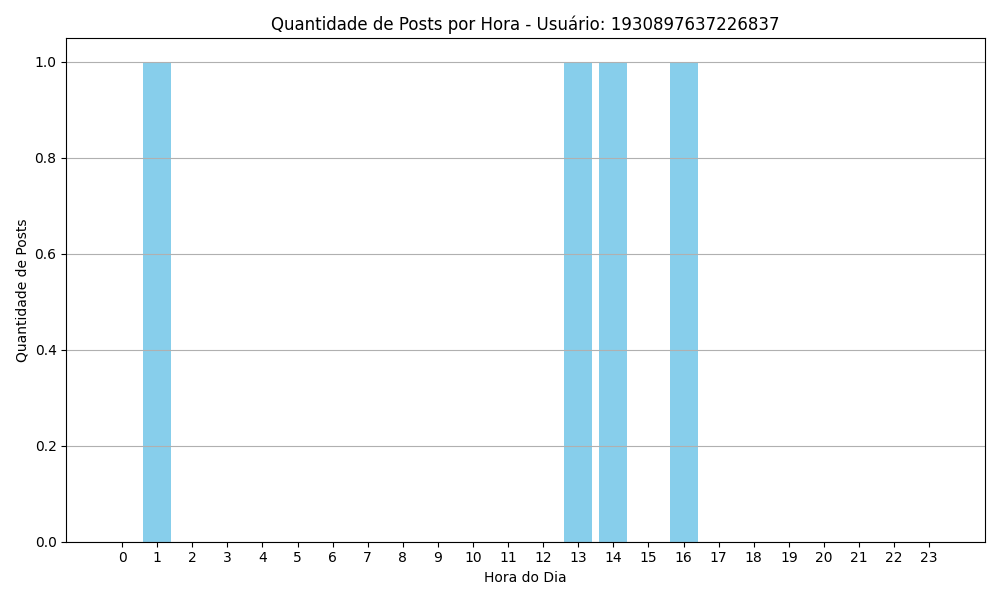 Quantidade de Posts por Hora - Usuário: 1930897637226837
1.0
0.8
0.6
0.4
0.2
0.0
Quantidade de Posts
0 1 2 3 4 5 6 7 8 9 10 11 12 13 14 15 16 17 18 19 20 21 22 23
Hora do Dia